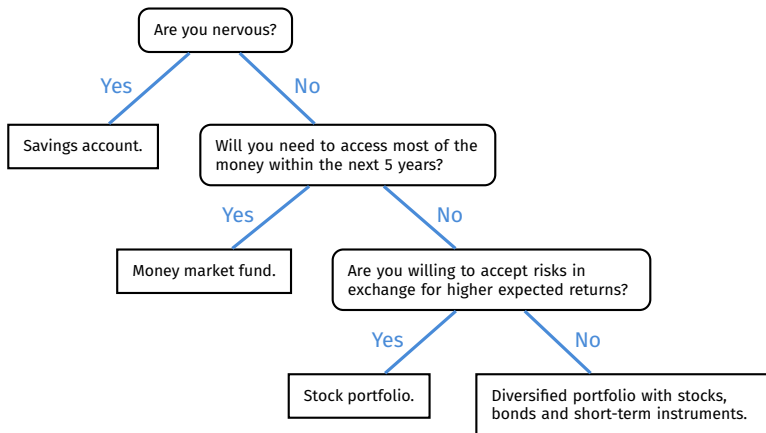 Are you nervous?
Yes
No
Savings account.
Will you need to access most of the
money within the next 5 years?
Yes
No
Money market fund.
Are you willing to accept risks in
exchange for higher expected returns?
Yes
No
Stock portfolio.
Diversified portfolio with stocks,
bonds and short-term instruments.